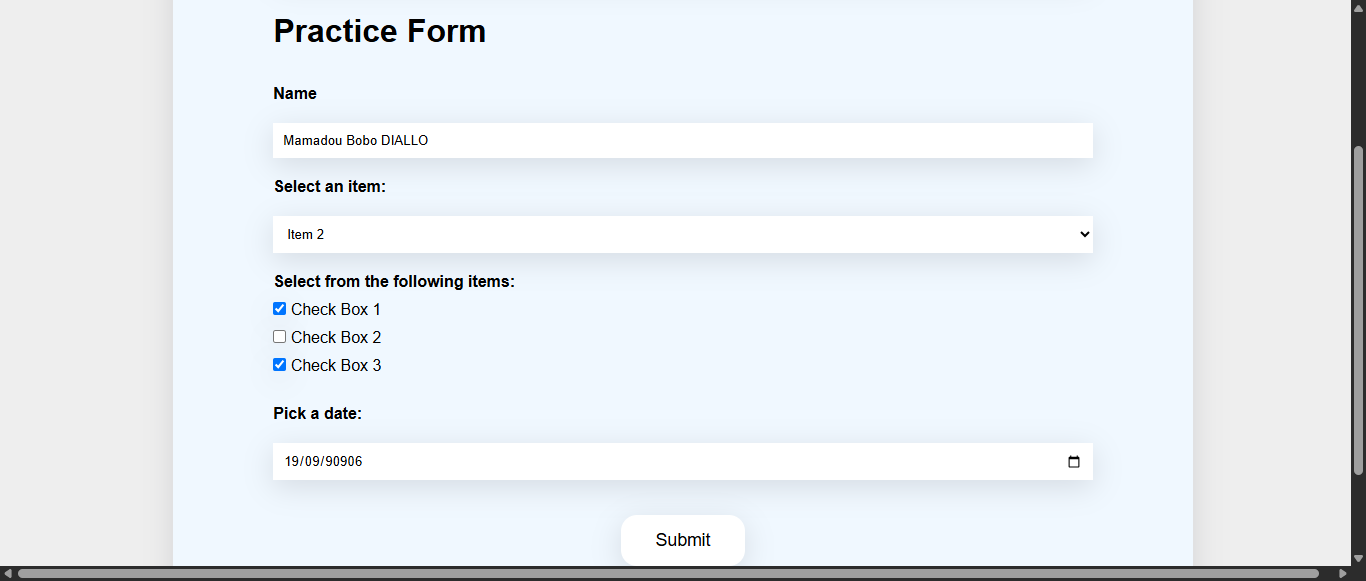 Practice Form
Name
Mamadou Bobo DIALLO
Select an item:
Item 2
Select from the following items:
Check Box 1
Check Box 2
Check Box 3
Pick a date:
19/09/90906
Submit